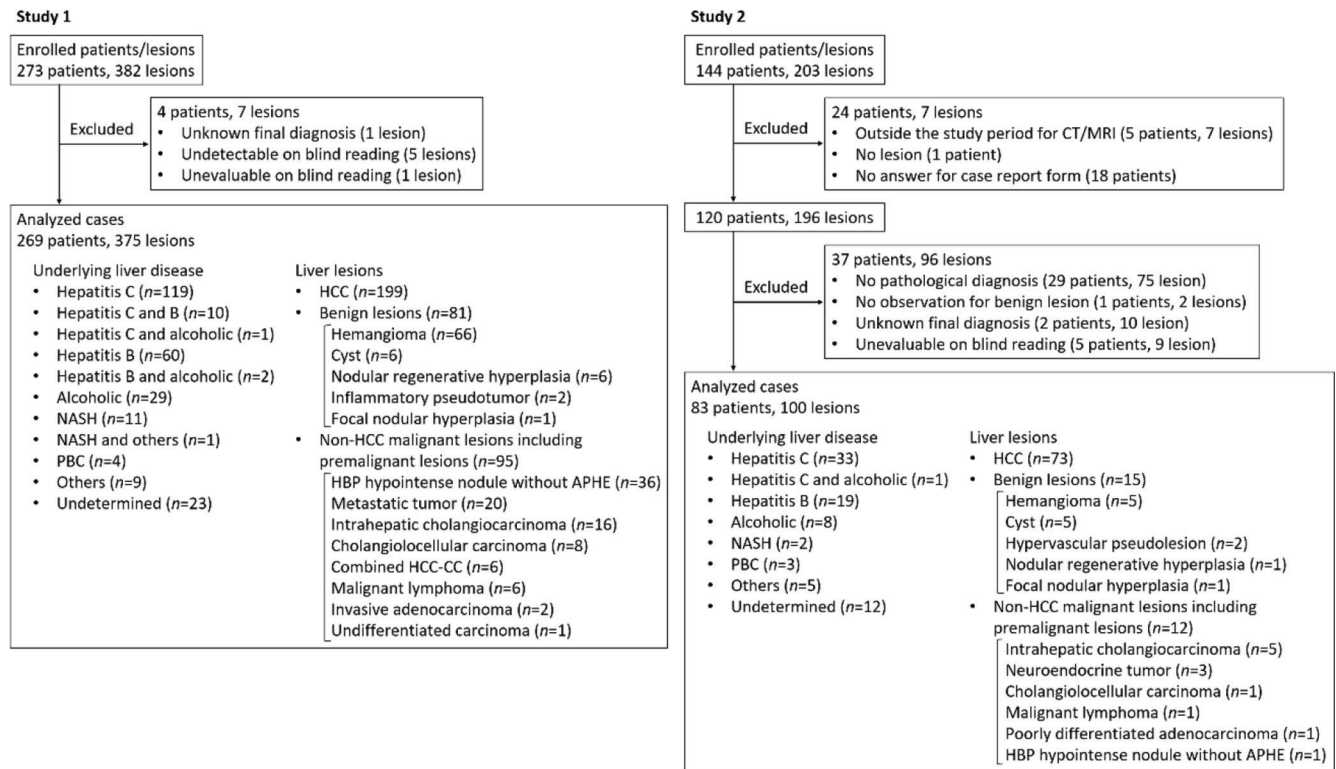 Study 1
Enrolled patients/lesions
273 patients, 382 lesions
Excluded
4 patients, 7 lesions
• Unknown final diagnosis (1 lesion)
• Undetectable on blind reading (5 lesions)
• Unevaluable on blind reading (1 lesion)
Analyzed cases
269 patients, 375 lesions
Underlying liver disease
• Hepatitis C (n=119)
• Hepatitis C and B (n=10)
• Hepatitis C and alcoholic (n=1)
• Hepatitis B (n=60)
• Hepatitis B and alcoholic (n=2)
• Alcoholic (n=29)
• NASH (n=11)
• NASH and others (n=1)
• PBC (n=4)
• Others (n=9)
• Undetermined (n=23)
Liver lesions
• HCC (n=199)
• Benign lesions (n=81)
Hemangioma (n=66)
Cyst (n=6)
Nodular regenerative hyperplasia (n=6)
Inflammatory pseudotumor (n=2)
Focal nodular hyperplasia (n=1)
• Non-HCC malignant lesions including
premalignant lesions (n=95)
HBP hypointense nodule without APHE (n=36)
Metastatic tumor (n=20)
Intrahepatic cholangiocarcinoma (n=16)
Cholangiolocellular carcinoma (n=8)
Combined HCC-CC (n=6)
Malignant lymphoma (n=6)
Invasive adenocarcinoma (n=2)
Undifferentiated carcinoma (n=1)
Study 2
Enrolled patients/lesions
144 patients, 203 lesions
Excluded
24 patients, 7 lesions
• Outside the study period for CT/MRI (5 patients, 7 lesions)
• No lesion (1 patient)
• No answer for case report form (18 patients)
120 patients, 196 lesions
Excluded
37 patients, 96 lesions
• No pathological diagnosis (29 patients, 75 lesion)
• No observation for benign lesion (1 patients, 2 lesions)
• Unknown final diagnosis (2 patients, 10 lesion)
• Unevaluable on blind reading (5 patients, 9 lesion)
Analyzed cases
83 patients, 100 lesions
Underlying liver disease
• Hepatitis C (n=33)
• Hepatitis C and alcoholic (n=1)
• Hepatitis B (n=19)
• Alcoholic (n=8)
• NASH (n=2)
• PBC (n=3)
• Others (n=5)
• Undetermined (n=12)
Liver lesions
• HCC (n=73)
• Benign lesions (n=15)
Hemangioma (n=5)
Cyst (n=5)
Hypervascular pseudolesion (n=2)
Nodular regenerative hyperplasia (n=1)
Focal nodular hyperplasia (n=1)
• Non-HCC malignant lesions including
premalignant lesions (n=12)
Intrahepatic cholangiocarcinoma (n=5)
Neuroendocrine tumor (n=3)
Cholangiolocellular carcinoma (n=1)
Malignant lymphoma (n=1)
Poorly differentiated adenocarcinoma (n=1)
HBP hypointense nodule without APHE (n=1)